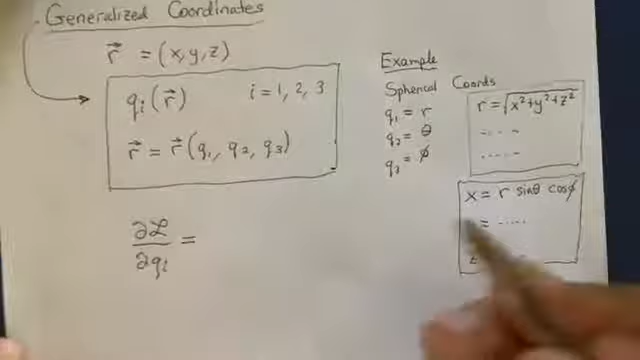 Generalized Coordinates
r⃗ = (x, y, z)
qᵢ(r⃗) i = 1, 2, 3
r⃗ = r⃗(q₁, q₂, q₃)
∂ℒ/∂qᵢ =
Example
Spherical Coords
q₁ = r
q₂ = θ
q₃ = ϕ
r = √(x²+y²+z²)
.....
.....
x = r sinθ cosϕ
= .....